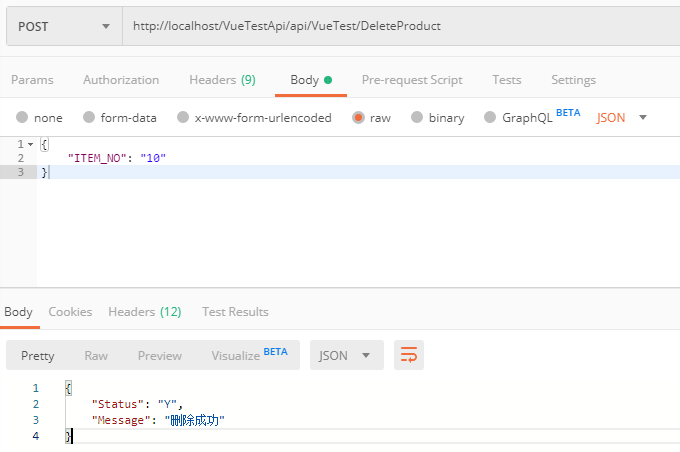 POST http://localhost/VueTestApi/api/VueTest/DeleteProduct
Params Authorization Headers (9) Body Pre-request Script Tests Settings
none form-data x-www-form-urlencoded raw binary GraphQL BETA JSON
1 {
2 "ITEM_NO": "10"
3 }
Body Cookies Headers (12) Test Results
Pretty Raw Preview Visualize BETA JSON
1 {
2 "Status": "Y",
3 "Message": "删除成功"
4 }